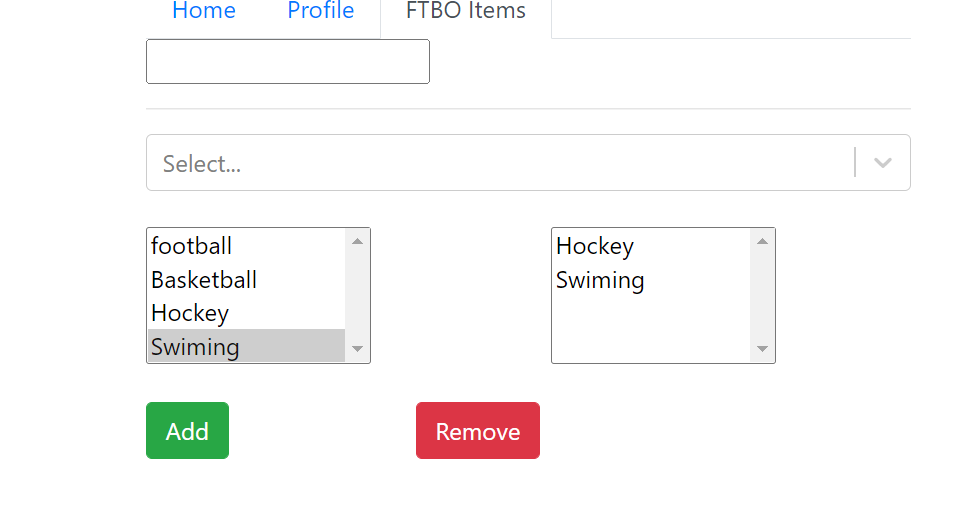 Home Profile FTBO Items
Select...
football
Basketball
Hockey
Swiming
Hockey
Swiming
Add Remove